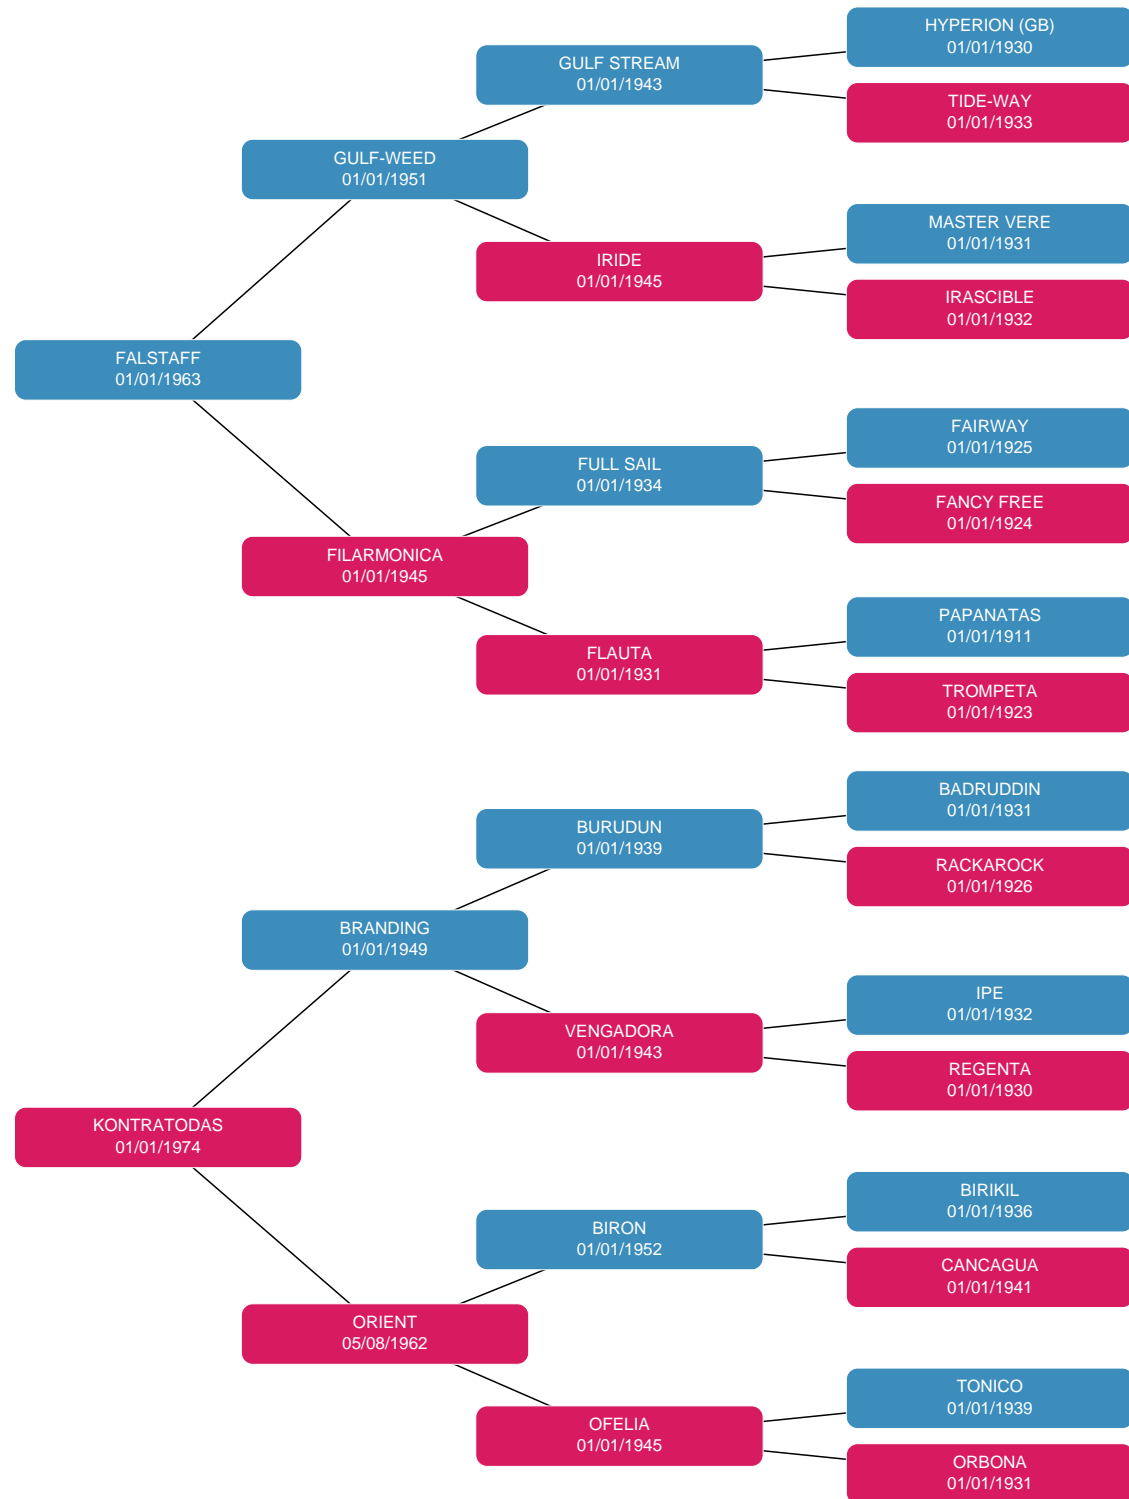 HYPERION (GB)
01/01/1930
GULF STREAM
01/01/1943
TIDE-WAY
01/01/1933
GULF-WEED
01/01/1951
MASTER VERE
01/01/1931
IRIDE
01/01/1945
IRASCIBLE
01/01/1932
FALSTAFF
01/01/1963
FAIRWAY
01/01/1925
FULL SAIL
01/01/1934
FANCY FREE
01/01/1924
FILARMONICA
01/01/1945
PAPANATAS
01/01/1911
FLAUTA
01/01/1931
TROMPETA
01/01/1923
BADRUDDIN
01/01/1931
BURUDUN
01/01/1939
RACKAROCK
01/01/1926
BRANDING
01/01/1949
IPE
01/01/1932
VENGADORA
01/01/1943
REGENTA
01/01/1930
KONTRATODAS
01/01/1974
BIRIKIL
01/01/1936
BIRON
01/01/1952
CANCAGUA
01/01/1941
ORIENT
05/08/1962
TONICO
01/01/1939
OFELIA
01/01/1945
ORBONA
01/01/1931